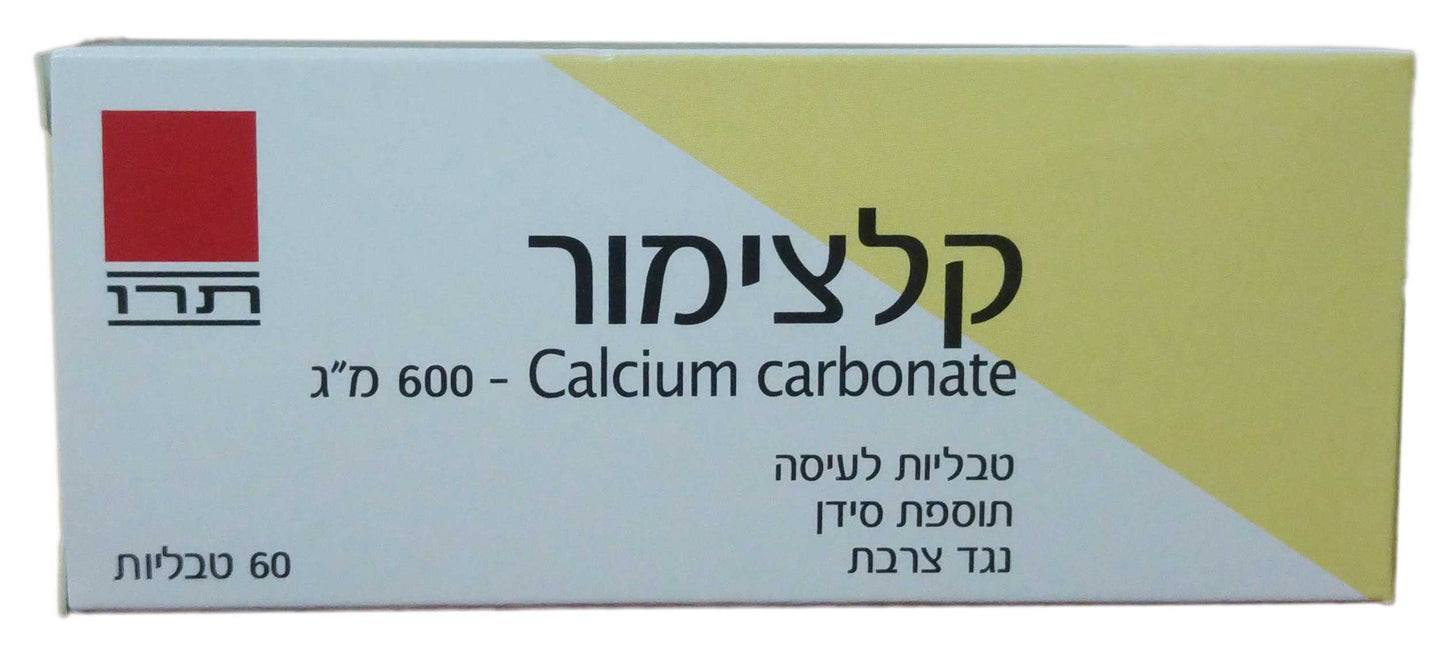 תרו
קלצימור
Calcium carbonate - 600 מ"ג
טבליות לעיסה
תוספת סידן
נגד צרבת
60 טבליות